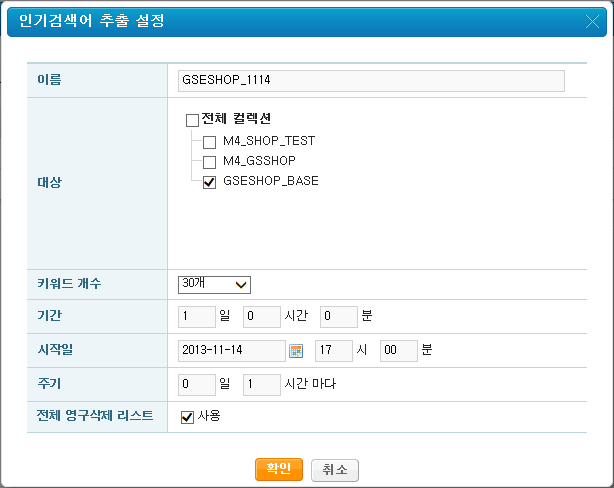 인기검색어 추출 설정
이름 GSESHOP_1114
대상
전체 컬렉션
M4_SHOP_TEST
M4_GSSHOP
GSESHOP_BASE
키워드 개수 30개
기간 1 일 0 시간 0 분
시작일 2013-11-14 17 시 00 분
주기 0 일 1 시간 마다
전체 영구삭제 리스트 사용
확인 취소